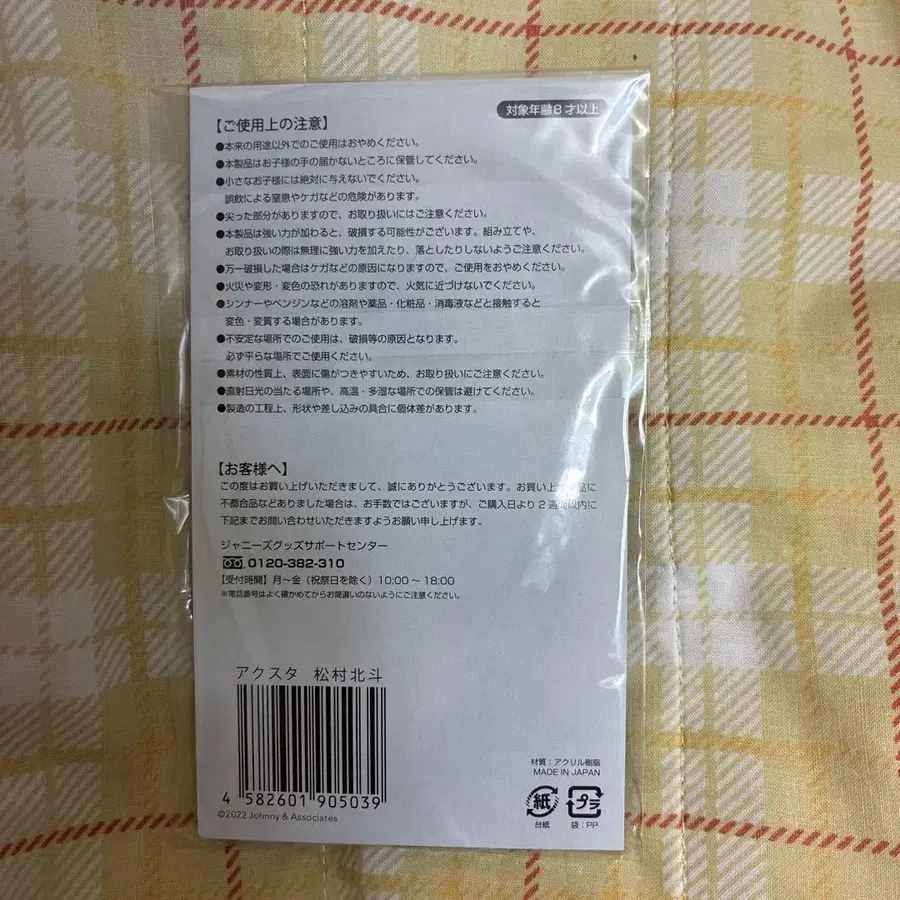 対象年齢8才以上
【ご使用上の注意】
●本来の用途以外でのご使用はおやめください。
●本製品はお子様の手の届かないところに保管してください。
●小さなお子様には絶対に与えないでください。
誤飲による窒息やケガなどの危険があります。
●尖った部分がありますので、お取り扱いにはご注意ください。
●本製品は強い力が加わると、破損する可能性がございます。組み立てや、
お取り扱いの際は無理に強い力を加えたり、落としたりしないようご注意ください。
●万一破損した場合はケガなどの原因になりますので、ご使用をおやめください。
●火災や変形・変色の恐れがありますので、火気に近づけないでください。
●シンナーやベンジンなどの溶剤や薬品・化粧品・消毒液などと接触すると
変色・変質する場合があります。
●不安定な場所でのご使用は、破損等の原因となります。
必ず平らな場所でご使用ください。
●素材の性質上、表面に傷がつきやすいため、お取り扱いにご注意ください。
●直射日光の当たる場所や、高温・多湿な場所での保管は避けてください。
●製造の工程上、形状や差し込みの具合に個体差があります。
【お客様へ】
この度はお買い上げいただきまして、誠にありがとうございます。お買い上げ品に
不都合品などありました場合は、お手数ではございますが、ご購入日より2週間以内に
下記までお問い合わせいただきますようお願い申し上げます。
ジャニーズグッズサポートセンター
0120-382-310
【受付時間】月～金（祝祭日を除く）10:00～18:00
※電話番号はよく確かめてからお間違いのないようにご注意ください。
アクスタ 松村北斗
4 582601 905039
©2022 Johnny & Associates
材質：アクリル樹脂
MADE IN JAPAN
紙 プラ
台紙 袋：PP